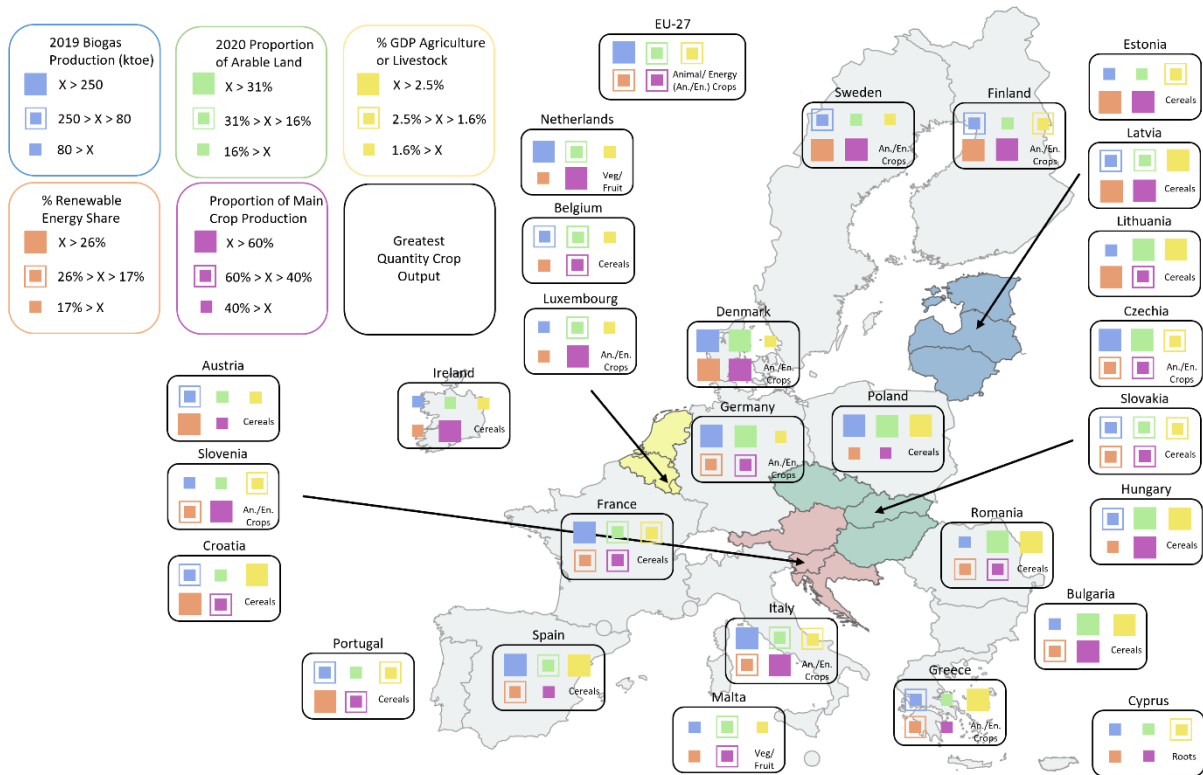 2019 Biogas
Production (ktoe)
X > 250
250 > X > 80
80 > X
2020 Proportion
of Arable Land
X > 31%
31% > X > 16%
16% > X
% GDP Agriculture
or Livestock
X > 2.5%
2.5% > X > 1.6%
1.6% > X
% Renewable
Energy Share
X > 26%
26% > X > 17%
17% > X
Proportion of Main
Crop Production
X > 60%
60% > X > 40%
40% > X
Greatest
Quantity Crop
Output
EU-27
Animal/ Energy
(An./En.) Crops
Netherlands
Veg/
Fruit
Belgium
Cereals
Luxembourg
An./En.
Crops
Sweden
An./En.
Crops
Finland
An./En.
Crops
Estonia
Cereals
Latvia
Cereals
Lithuania
Cereals
Czechia
An./En.
Crops
Slovakia
Cereals
Hungary
Cereals
Denmark
An./En.
Crops
Germany
An./En.
Crops
Poland
Cereals
Austria
Cereals
Slovenia
An./En.
Crops
Croatia
Cereals
Ireland
Cereals
France
Cereals
Romania
Cereals
Bulgaria
Cereals
Portugal
Cereals
Spain
Cereals
Italy
An./En.
Crops
Malta
Veg/
Fruit
Greece
An./En.
Crops
Cyprus
Roots